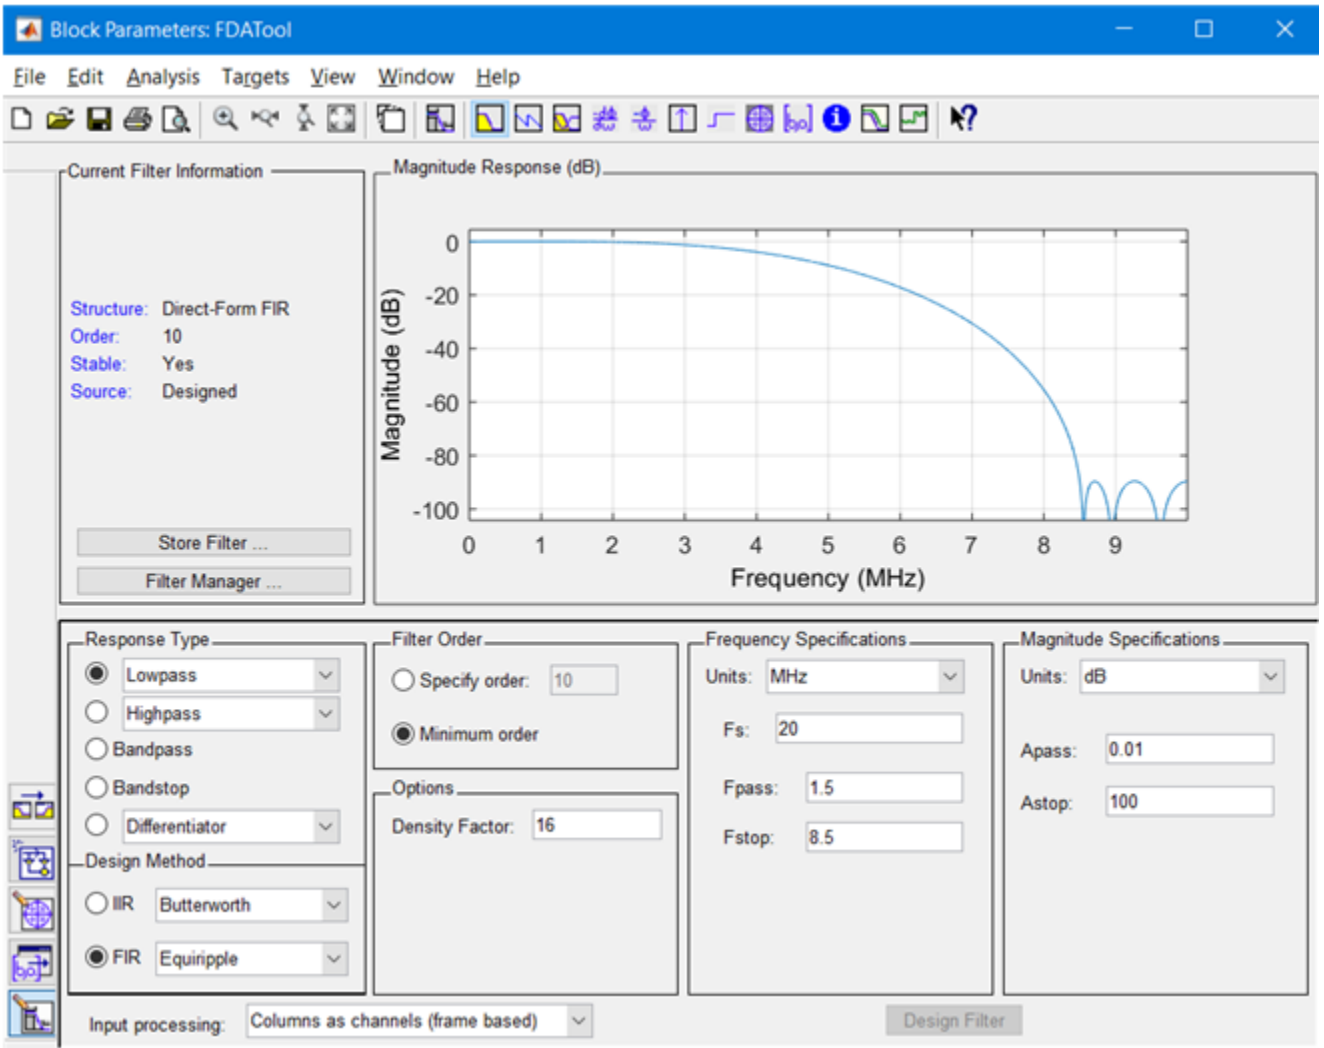 Block Parameters: FDATool
File Edit Analysis Targets View Window Help
Current Filter Information
Structure: Direct-Form FIR
Order: 10
Stable: Yes
Source: Designed
Store Filter ...
Filter Manager ...
Magnitude Response (dB)
0
-20
-40
-60
-80
-100
Magnitude (dB)
0 1 2 3 4 5 6 7 8 9
Frequency (MHz)
Response Type
Lowpass
Highpass
Bandpass
Bandstop
Differentiator
Design Method
IIR Butterworth
FIR Equiripple
Filter Order
Specify order: 10
Minimum order
Options
Density Factor: 16
Frequency Specifications
Units: MHz
Fs: 20
Fpass: 1.5
Fstop: 8.5
Magnitude Specifications
Units: dB
Apass: 0.01
Astop: 100
Input processing: Columns as channels (frame based)
Design Filter